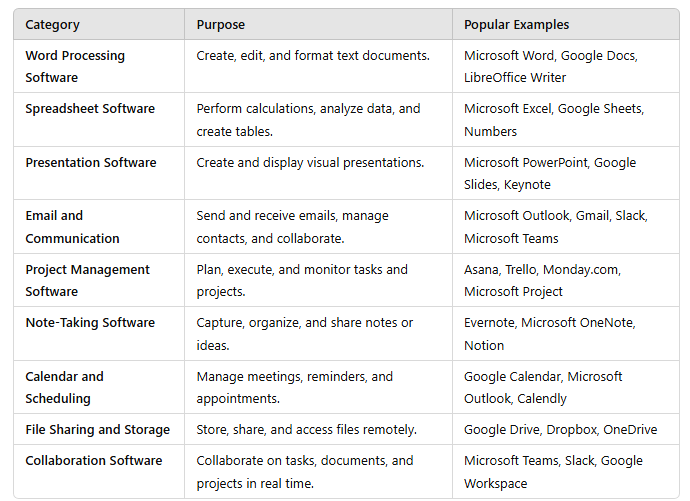 Category Purpose Popular Examples
Word Processing Create, edit, and format text documents. Microsoft Word, Google Docs,
Software LibreOffice Writer
Spreadsheet Software Perform calculations, analyze data, and Microsoft Excel, Google Sheets,
create tables. Numbers
Presentation Software Create and display visual presentations. Microsoft PowerPoint, Google
Slides, Keynote
Email and Send and receive emails, manage Microsoft Outlook, Gmail, Slack,
Communication contacts, and collaborate. Microsoft Teams
Project Management Plan, execute, and monitor tasks and Asana, Trello, Monday.com,
Software projects. Microsoft Project
Note-Taking Software Capture, organize, and share notes or Evernote, Microsoft OneNote,
ideas. Notion
Calendar and Manage meetings, reminders, and Google Calendar, Microsoft
Scheduling appointments. Outlook, Calendly
File Sharing and Storage Store, share, and access files remotely. Google Drive, Dropbox, OneDrive
Collaboration Software Collaborate on tasks, documents, and Microsoft Teams, Slack, Google
projects in real time. Workspace